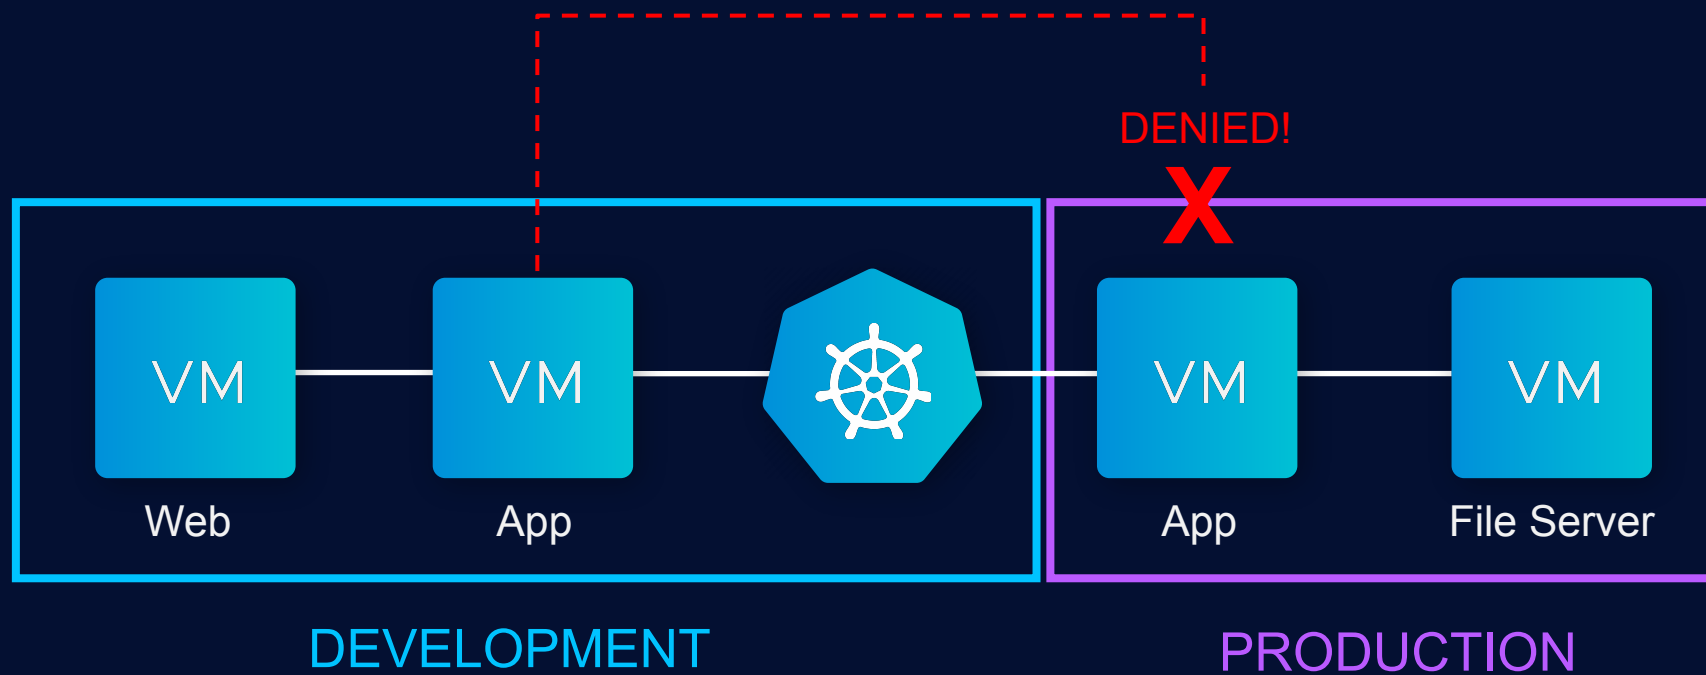 DENIED!
X
VM
VM
VM
VM
Web
App
App
File Server
DEVELOPMENT
PRODUCTION